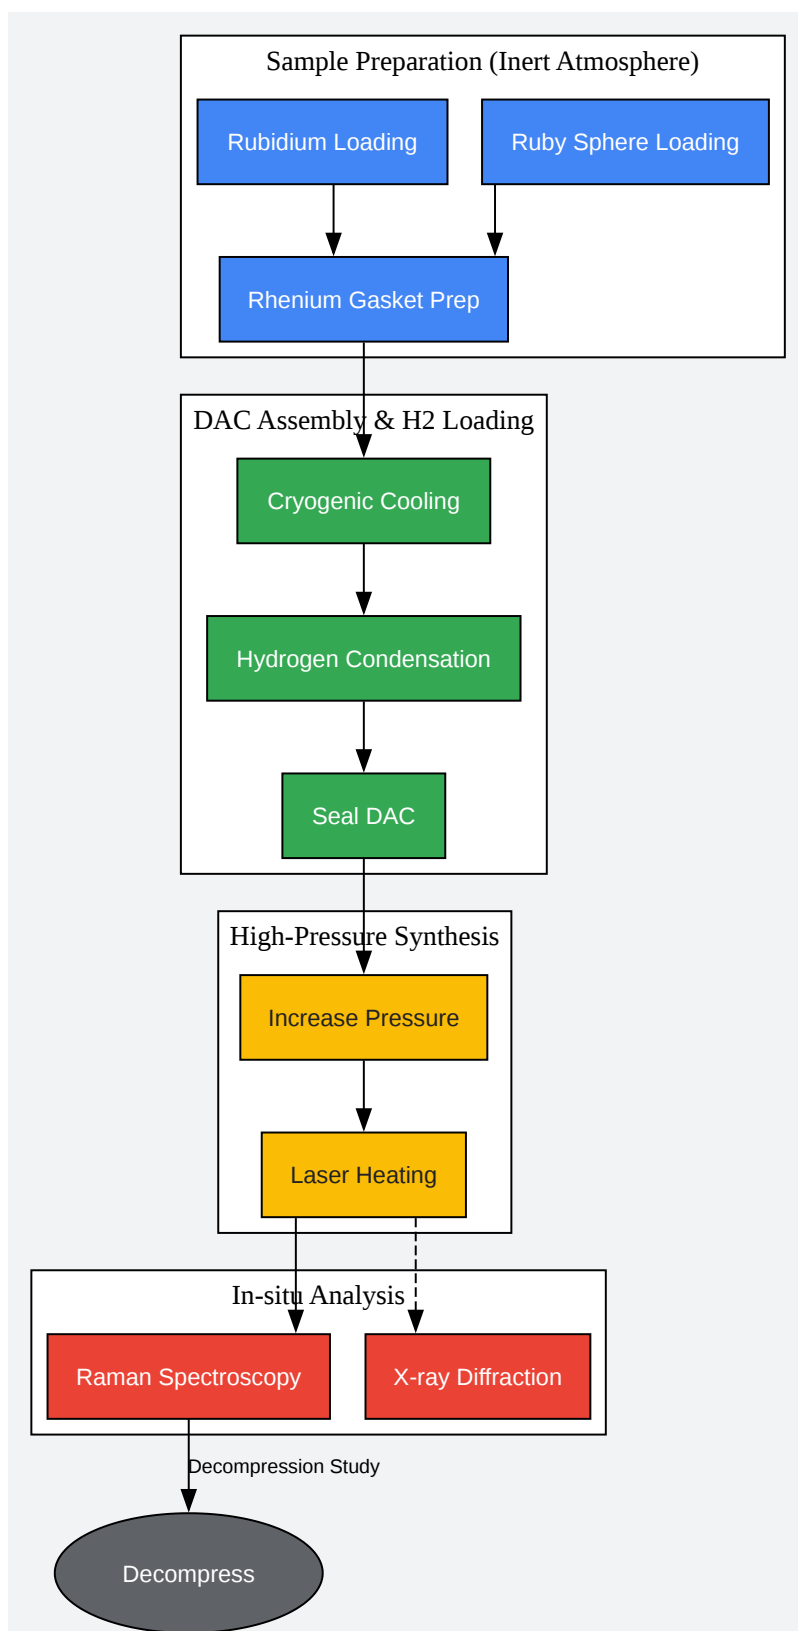 Sample Preparation (Inert Atmosphere)
Rubidium Loading
Ruby Sphere Loading
Rhenium Gasket Prep
DAC Assembly & H2 Loading
Cryogenic Cooling
Hydrogen Condensation
Seal DAC
High-Pressure Synthesis
Increase Pressure
Laser Heating
In-situ Analysis
Raman Spectroscopy
X-ray Diffraction
Decompression Study
Decompress